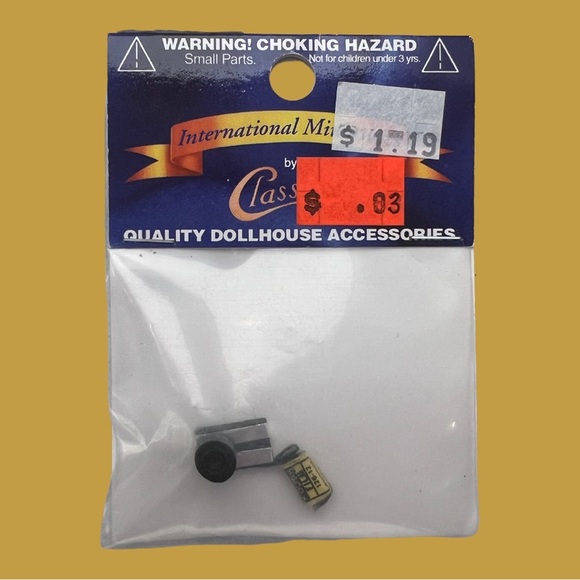 WARNING! CHOKING HAZARD
Small Parts. Not for children under 3 yrs.
International
$ 1.19
by
Class
$ .03
QUALITY DOLLHOUSE ACCESSORIES